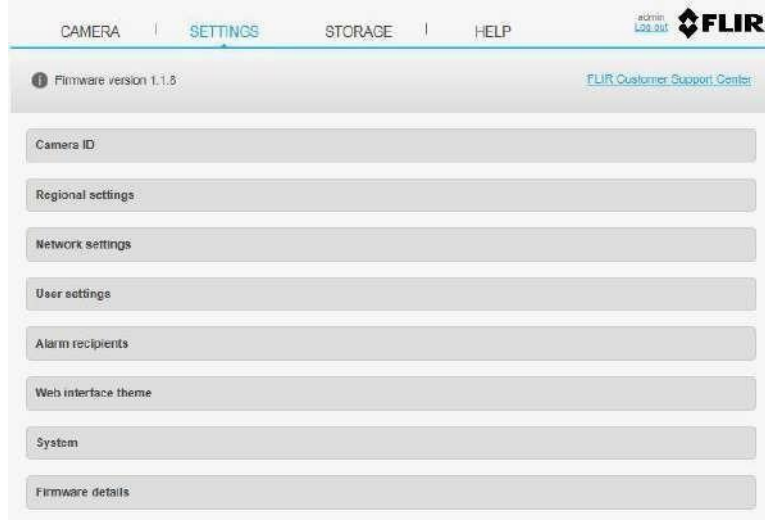 CAMERA | SETTINGS STORAGE | HELP admin
Log out FLIR
Firmware version 1.1.8 FLIR Customer Support Center
Camera ID
Regional settings
Network settings
User settings
Alarm recipients
Web interface theme
System
Firmware details